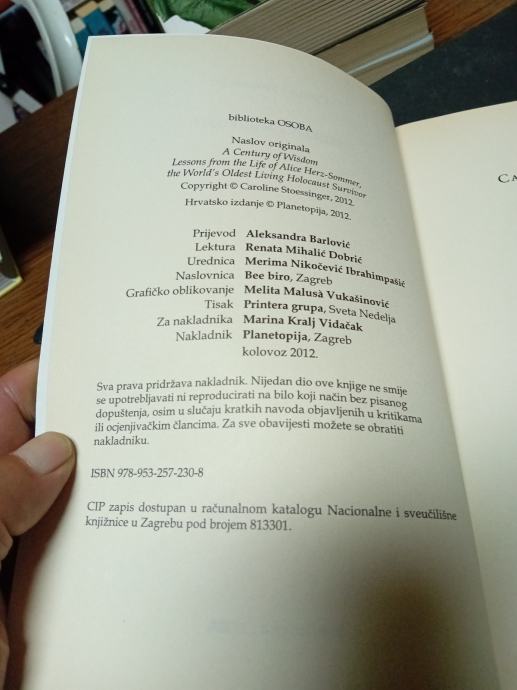 biblioteka OSOBA
Naslov originala
A Century of Wisdom
Lessons from the Life of Alice Herz-Sommer,
the World's Oldest Living Holocaust Survivor
Copyright © Caroline Stoessinger, 2012.
Hrvatsko izdanje © Planetopija, 2012.
Prijevod Aleksandra Barlović
Lektura Renata Mihalić Dobrić
Urednica Merima Nikočević Ibrahimpašić
Naslovnica Bee biro, Zagreb
Grafičko oblikovanje Melita Malusà Vukašinović
Tisak Printera grupa, Sveta Nedelja
Za nakladnika Marina Kralj Vidačak
Nakladnik Planetopija, Zagreb
kolovoz 2012.
Sva prava pridržava nakladnik. Nijedan dio ove knjige ne smije
se upotrebljavati ni reproducirati na bilo koji način bez pisanog
dopuštenja, osim u slučaju kratkih navoda objavljenih u kritikama
ili ocjenjivačkim člancima. Za sve obavijesti možete se obratiti
nakladniku.
ISBN 978-953-257-230-8
CIP zapis dostupan u računalnom katalogu Nacionalne i sveučilišne
knjižnice u Zagrebu pod brojem 813301.